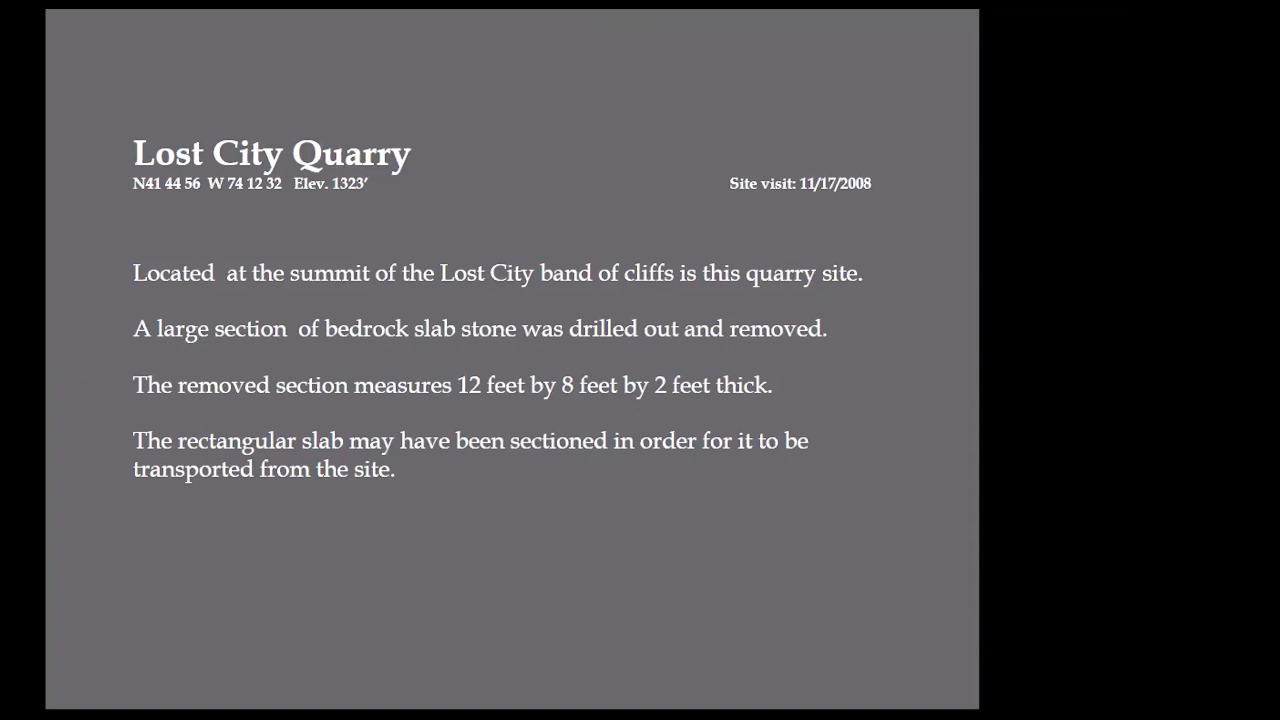 Lost City Quarry
N41 44 56  W 74 12 32   Elev. 1323′
Site visit: 11/17/2008
Located  at the summit of the Lost City band of cliffs is this quarry site.
A large section  of bedrock slab stone was drilled out and removed.
The removed section measures 12 feet by 8 feet by 2 feet thick.
The rectangular slab may have been sectioned in order for it to be
transported from the site.